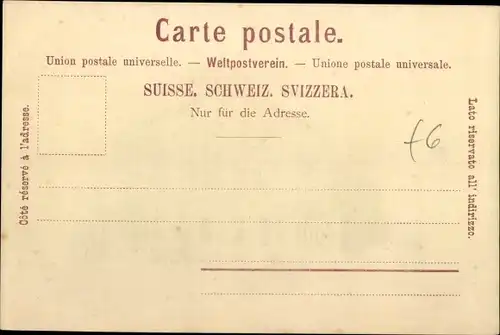 Carte postale.
Union postale universelle. — Weltpostverein. — Unione postale universale.
SUISSE. SCHWEIZ. SVIZZERA.
Nur für die Adresse.
Côté réservé à l'adresse.
Lato riservato all' indirizzo.
f6